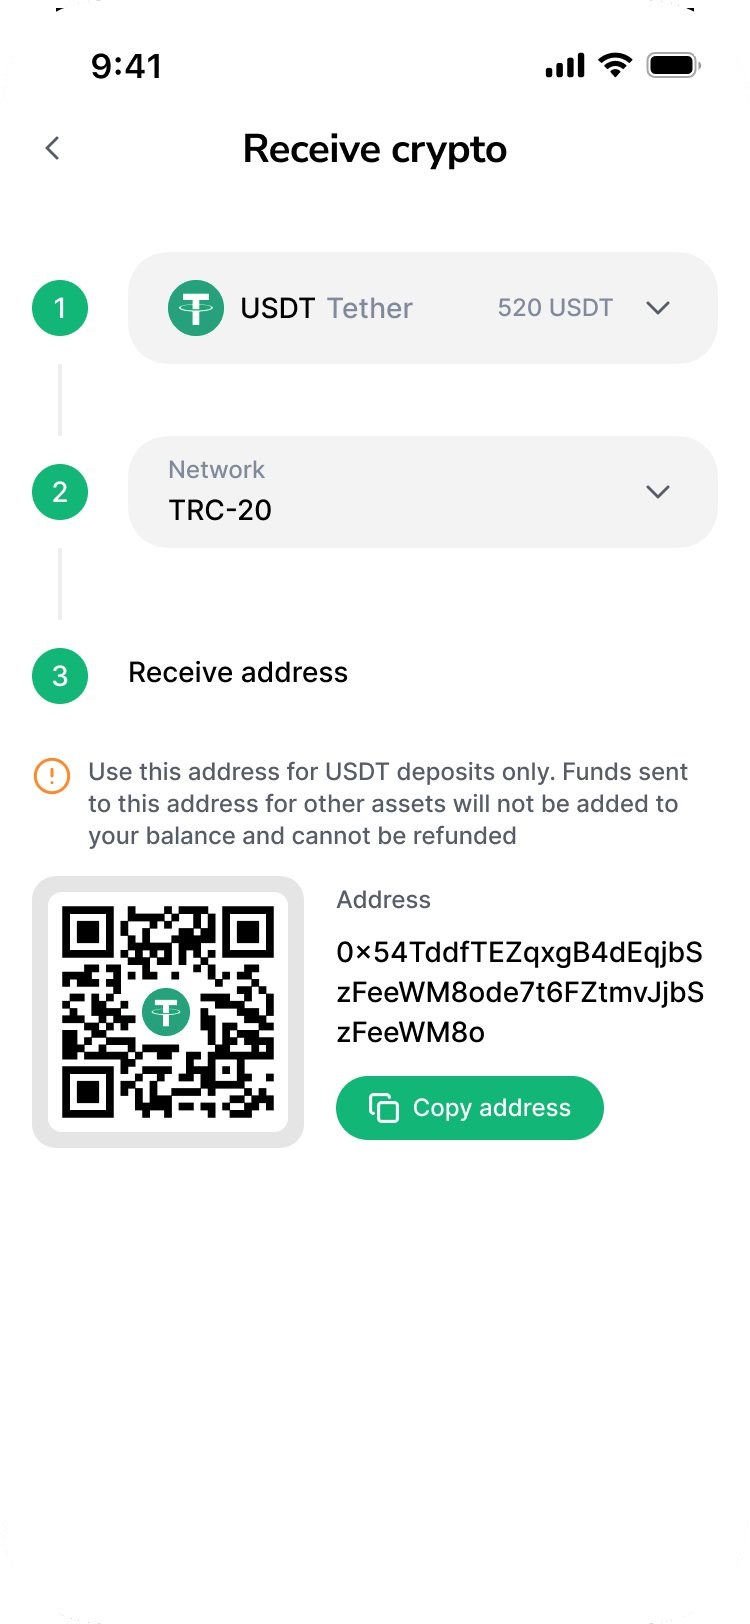 9:41
Receive crypto
1
USDT Tether 520 USDT
2
Network
TRC-20
3
Receive address
Use this address for USDT deposits only. Funds sent
to this address for other assets will not be added to
your balance and cannot be refunded
Address
0x54TddfTEZqxgB4dEqjbS
zFeeWM8ode7t6FZtmvJjbS
zFeeWM8o
Copy address